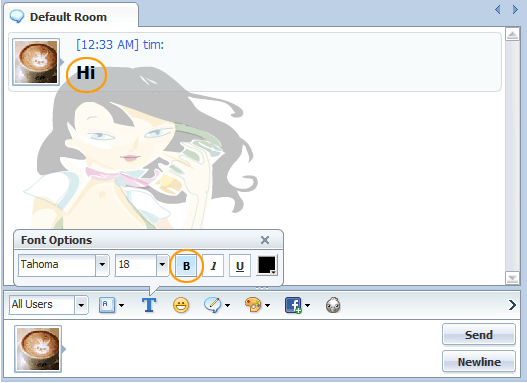 Default Room
[12:33 AM] tim:
Hi
Font Options
Tahoma 18 B I U
All Users A T
Send
Newline